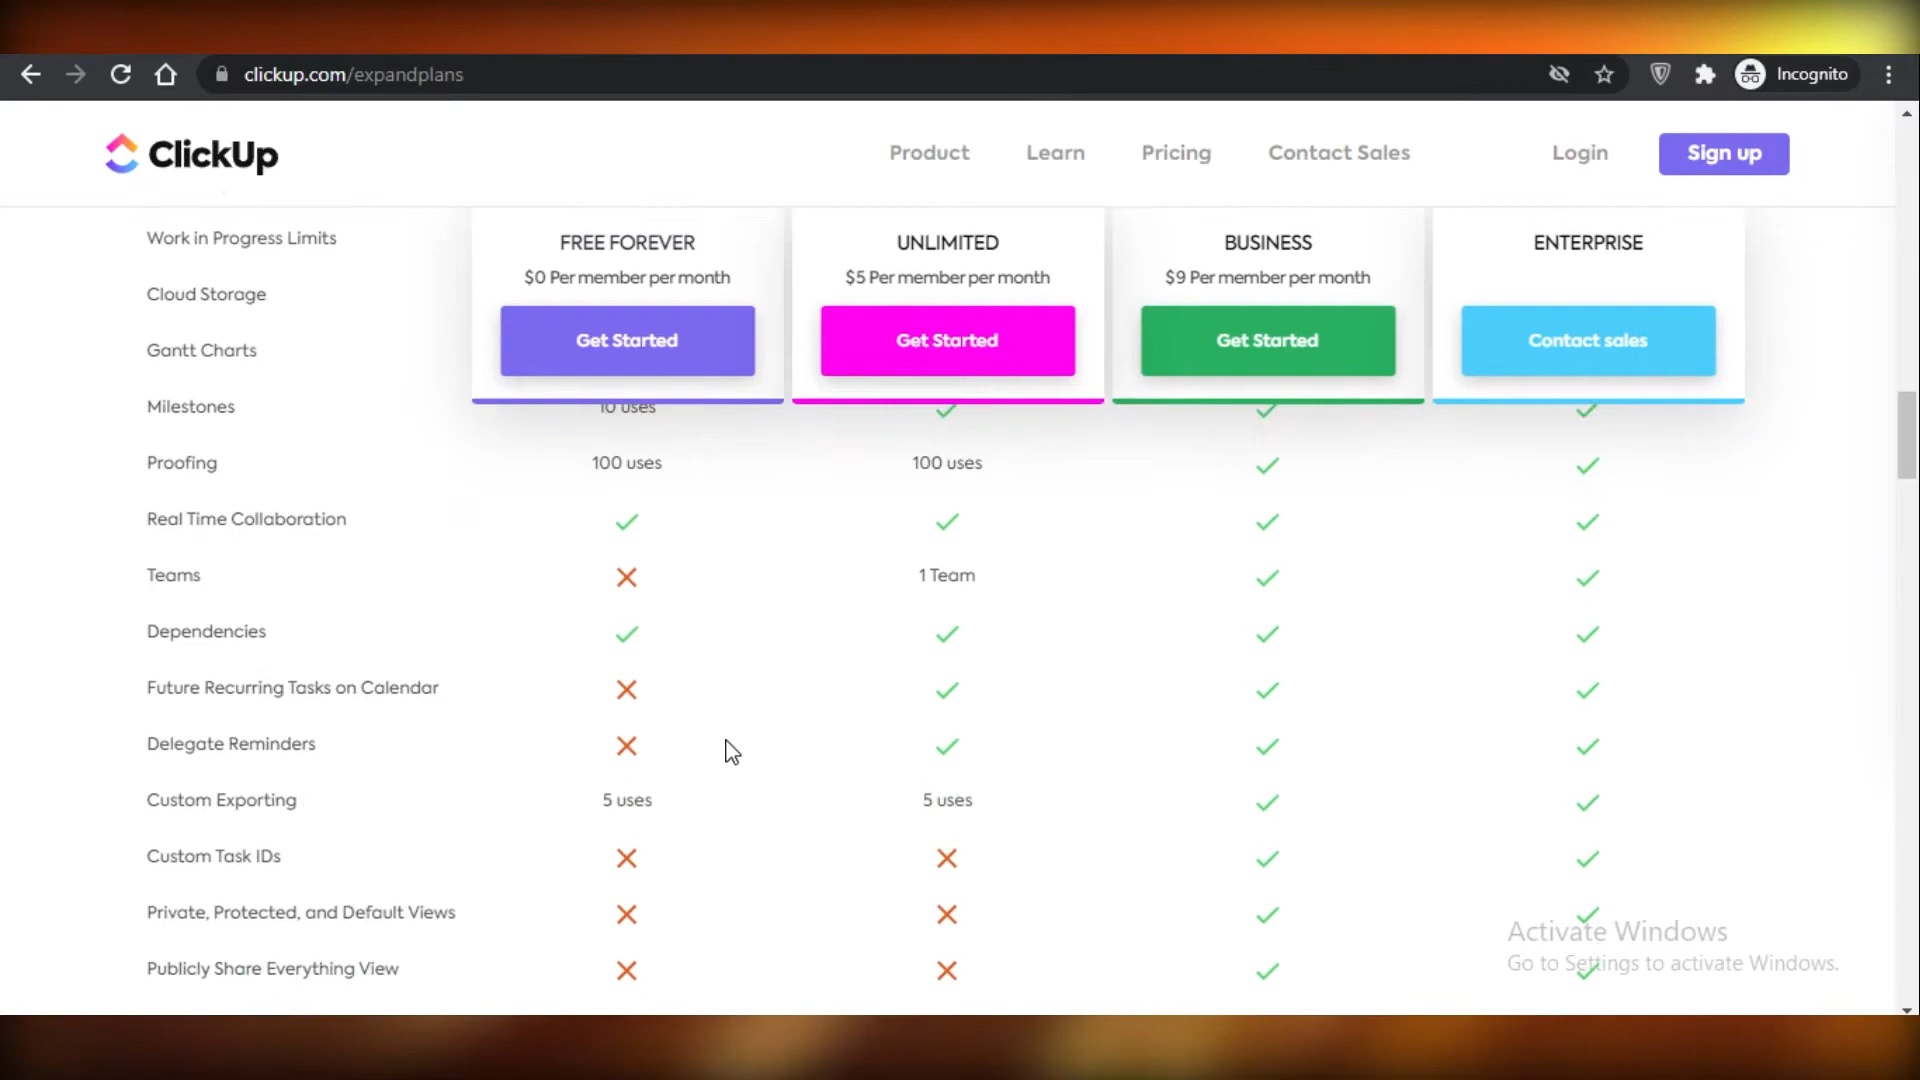 clickup.com/expandplans
Incognito
ClickUp
Product Learn Pricing Contact Sales Login Sign up
Work in Progress Limits
FREE FOREVER UNLIMITED BUSINESS ENTERPRISE
$0 Per member per month $5 Per member per month $9 Per member per month
Cloud Storage
Get Started Get Started Get Started Contact sales
Gantt Charts
Milestones 10 uses
Proofing 100 uses 100 uses
Real Time Collaboration
Teams 1 Team
Dependencies
Future Recurring Tasks on Calendar
Delegate Reminders
Custom Exporting 5 uses 5 uses
Custom Task IDs
Private, Protected, and Default Views
Activate Windows
Go to Settings to activate Windows.
Publicly Share Everything View